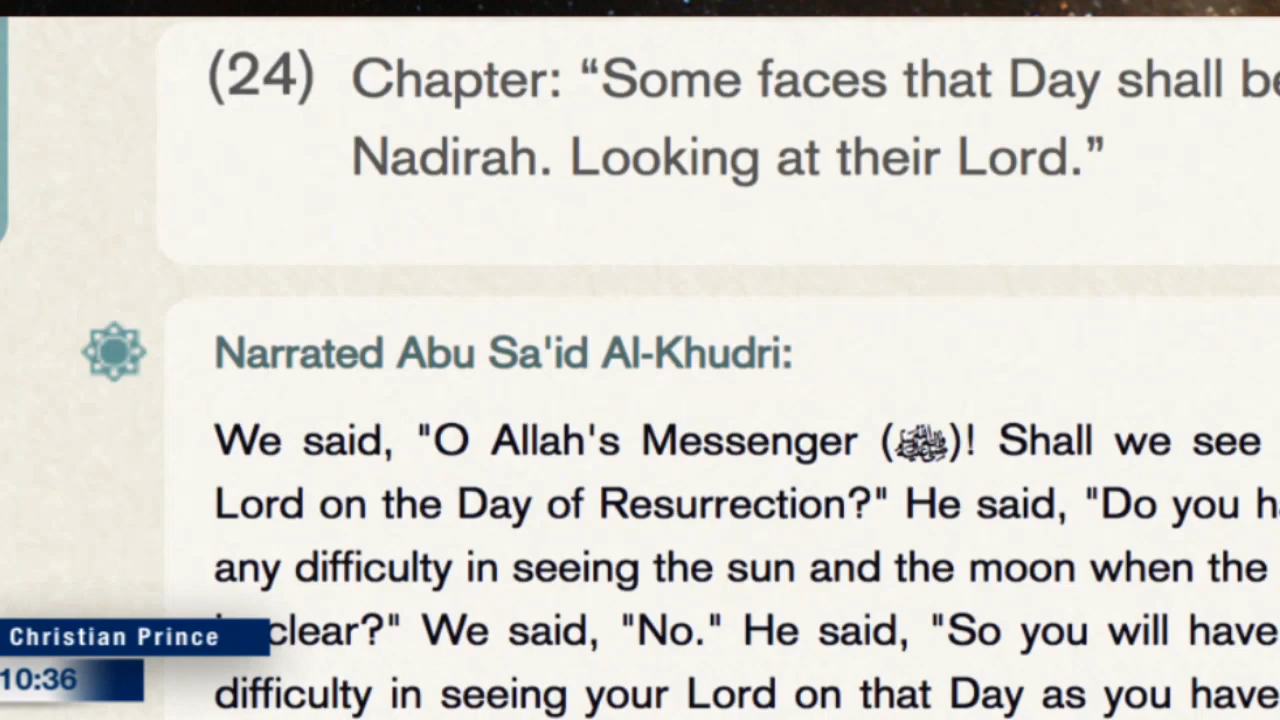 (24) Chapter: “Some faces that Day shall be
Nadirah. Looking at their Lord.”
Narrated Abu Sa'id Al-Khudri:
We said, "O Allah's Messenger (ﷺ)! Shall we see
Lord on the Day of Resurrection?" He said, "Do you
any difficulty in seeing the sun and the moon when the
clear?" We said, "No." He said, "So you will have
difficulty in seeing your Lord on that Day as you have
Christian Prince
10:36